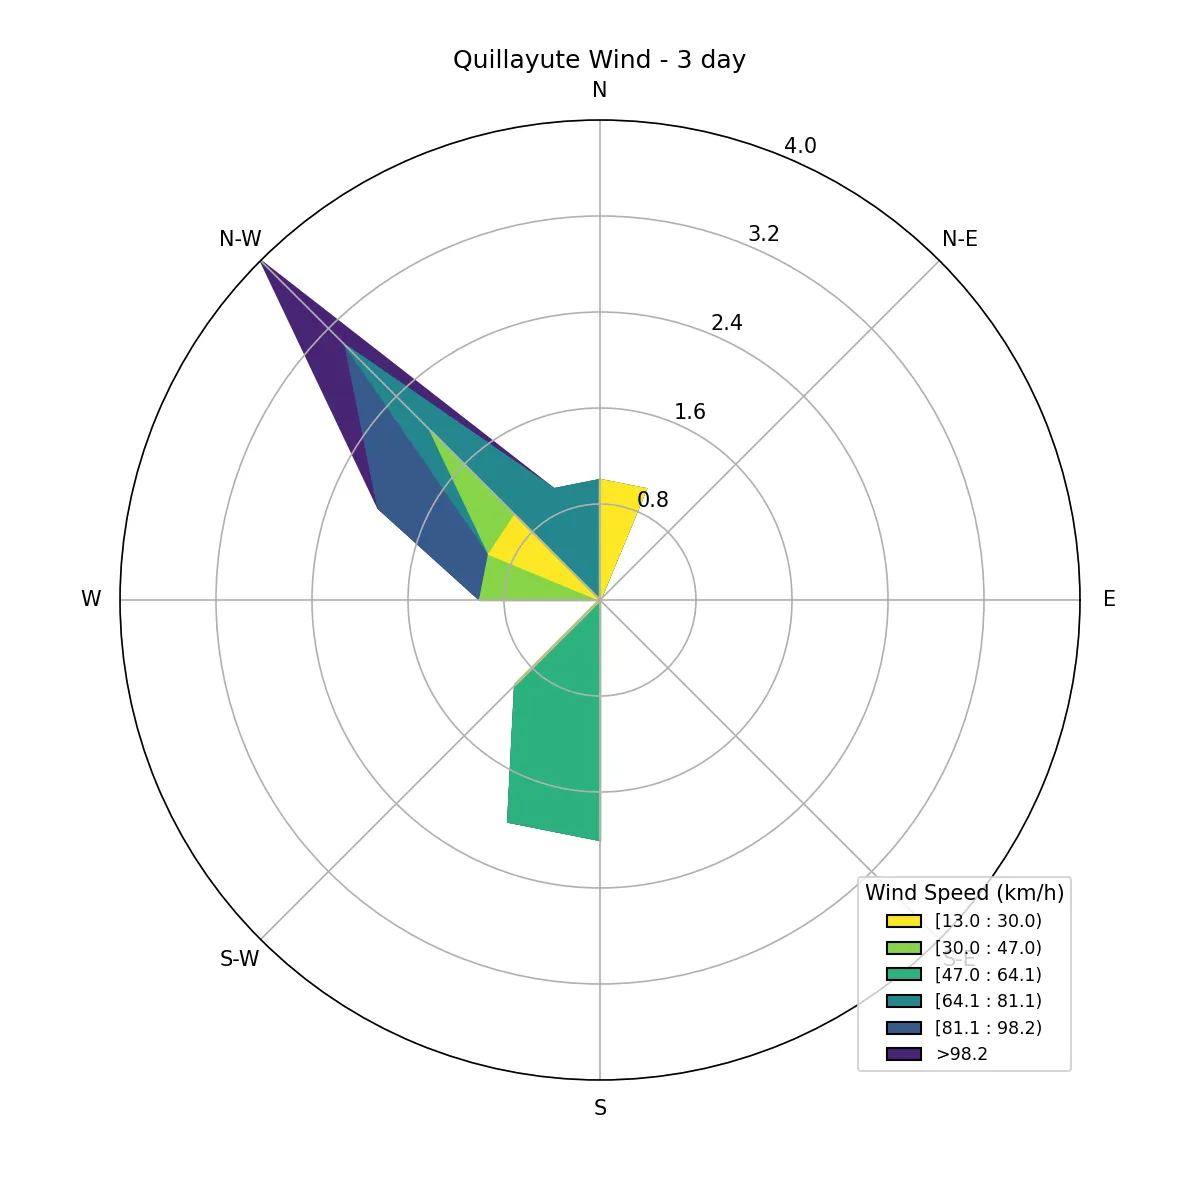 Quillayute Wind - 3 day
N
4.0
N-W
3.2
N-E
2.4
1.6
0.8
W
E
Wind Speed (km/h)
[13.0 : 30.0)
[30.0 : 47.0)
S-W
S-E
[47.0 : 64.1)
[64.1 : 81.1)
[81.1 : 98.2)
>98.2
S